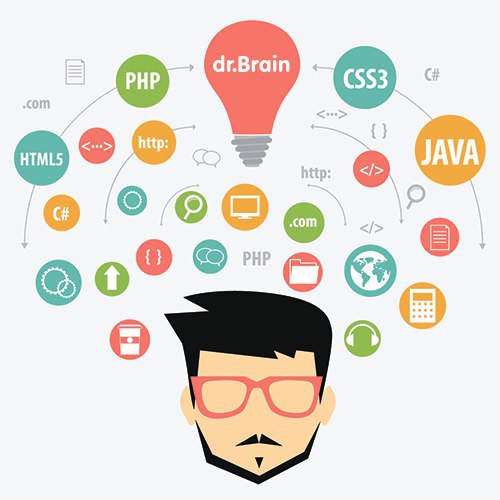 dr.Brain
PHP
CSS3
C#
.com
<···>
{ }
HTML5
<···>
http:
JAVA
</>
http:
C#
.com
</>
{ }
PHP